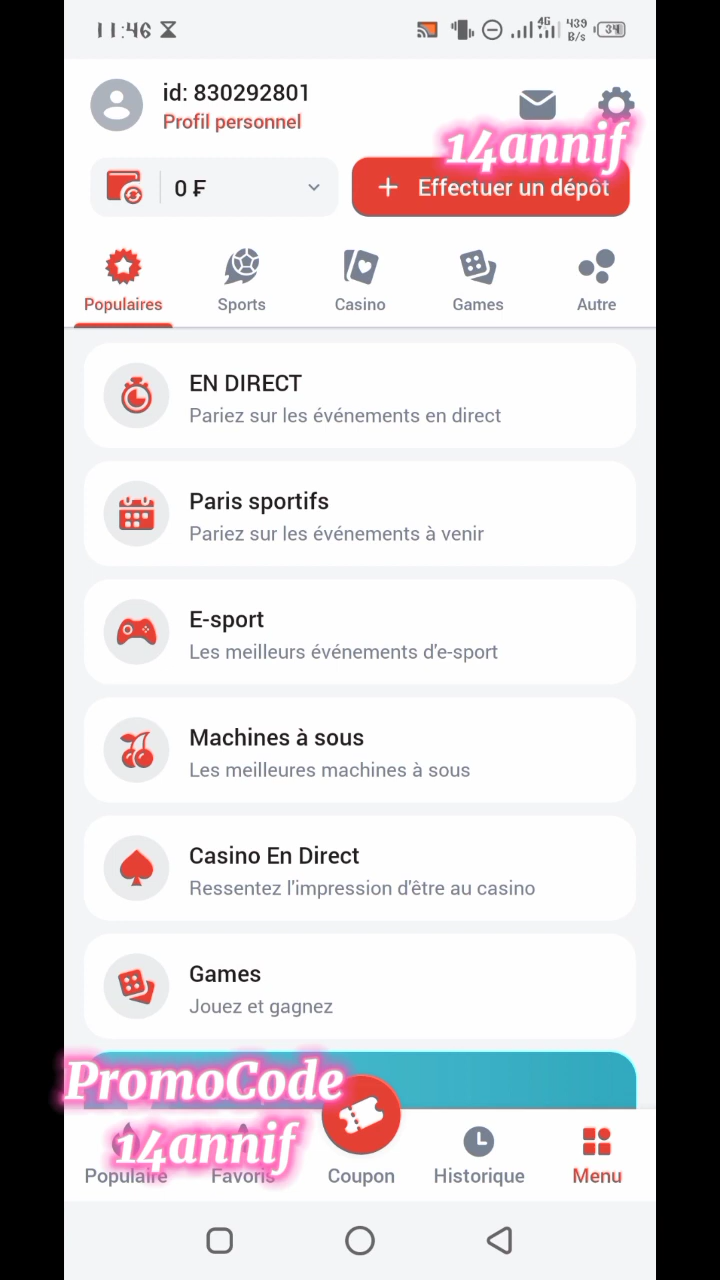 11:46
4G
439
B/s
34
id: 830292801
Profil personnel
14annif
0 ₣
Effectuer un dépôt
Populaires
Sports
Casino
Games
Autre
EN DIRECT
Pariez sur les événements en direct
Paris sportifs
Pariez sur les événements à venir
E-sport
Les meilleurs événements d'e-sport
Machines à sous
Les meilleures machines à sous
Casino En Direct
Ressentez l'impression d'être au casino
Games
Jouez et gagnez
PromoCode
14annif
Populaire
Favoris
Coupon
Historique
Menu